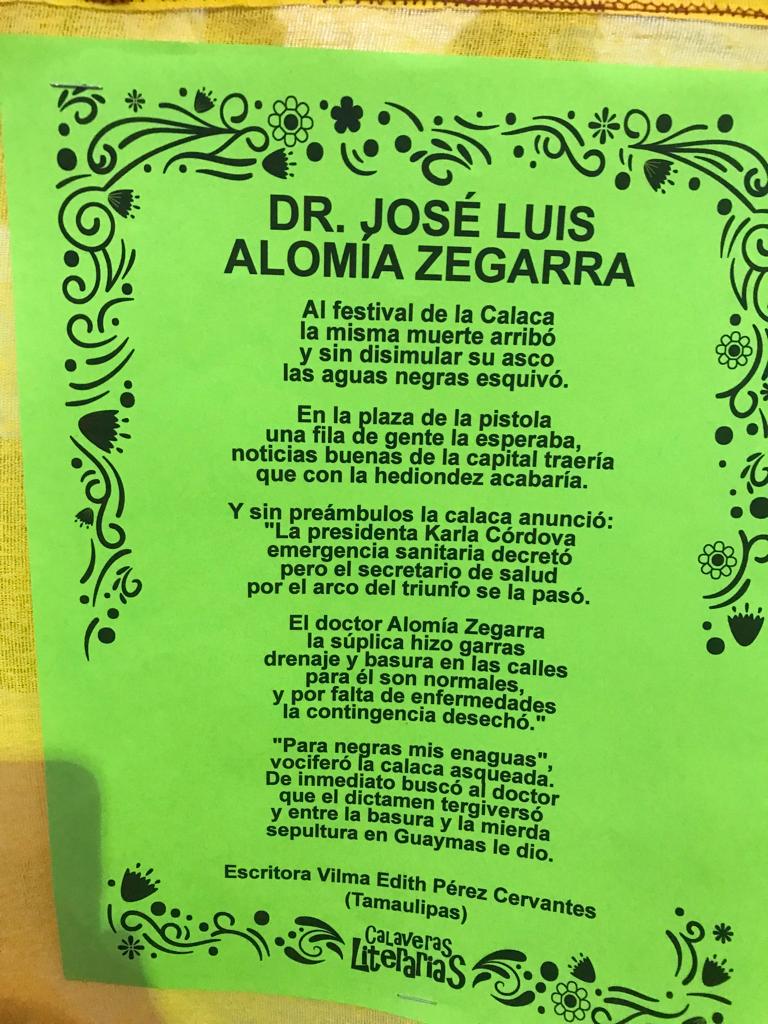 DR. JOSÉ LUIS
ALOMÍA ZEGARRA
Al festival de la Calaca
la misma muerte arribó
y sin disimular su asco
las aguas negras esquivó.
En la plaza de la pistola
una fila de gente la esperaba,
noticias buenas de la capital traería
que con la hediondez acabaría.
Y sin preámbulos la calaca anunció:
"La presidenta Karla Córdova
emergencia sanitaria decretó
pero el secretario de salud
por el arco del triunfo se la pasó.
El doctor Alomía Zegarra
la súplica hizo garras
drenaje y basura en las calles
para él son normales,
y por falta de enfermedades
la contingencia desechó."
"Para negras mis enaguas",
vociferó la calaca asqueada.
De inmediato buscó al doctor
que el dictamen tergiversó
y entre la basura y la mierda
sepultura en Guaymas le dio.
Escritora Vilma Edith Pérez Cervantes
(Tamaulipas)
Calaveras
Literarias